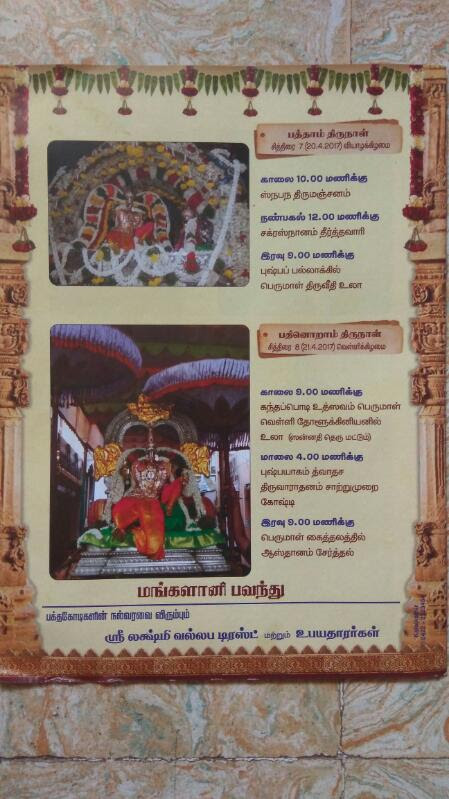 பத்தாம் திருநாள்
சித்திரை 7 (20.4.2017) வியாழக்கிழமை
காலை 10.00 மணிக்கு
ஸ்நபந திருமஞ்சனம்
நண்பகல் 12.00 மணிக்கு
சக்ரஸ்நானம் தீர்த்தவாரி
இரவு 9.00 மணிக்கு
புஷ்பப் பல்லாக்கில்
பெருமாள் திருவீதி உலா
பதினொறாம் திருநாள்
சித்திரை 8 (21.4.2017) வெள்ளிக்கிழமை
காலை 9.00 மணிக்கு
கந்தப்பொடி உத்ஸவம் பெருமாள்
வெள்ளி தோளூக்கினியனில்
உலா (ஸன்னதி தெரு மட்டும்)
மாலை 4.00 மணிக்கு
புஷ்பயாகம் த்வாதச
திருவாராதனம் சாற்றுமுறை
கோஷ்டி
இரவு 9.00 மணிக்கு
பெருமாள் கைத்தலத்தில்
ஆஸ்தானம் சேர்த்தல்
மங்களானி பவந்து
பக்தகோடிகளின் நல்வரவை விரும்பும்
ஸ்ரீ லக்ஷ்மி வல்லப டிரஸ்ட் மற்றும் உபயதாரர்கள்